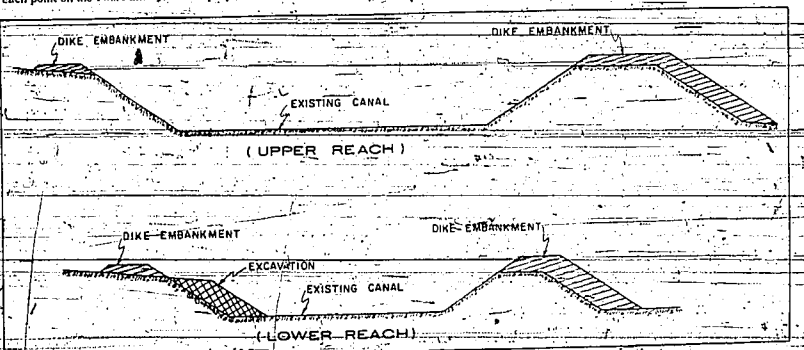 DIKE EMBANKMENT
DIKE EMBANKMENT
EXISTING CANAL
(UPPER REACH)
DIKE EMBANKMENT
DIKE EMBANKMENT
EXCAVATION
EXISTING CANAL
(LOWER REACH)